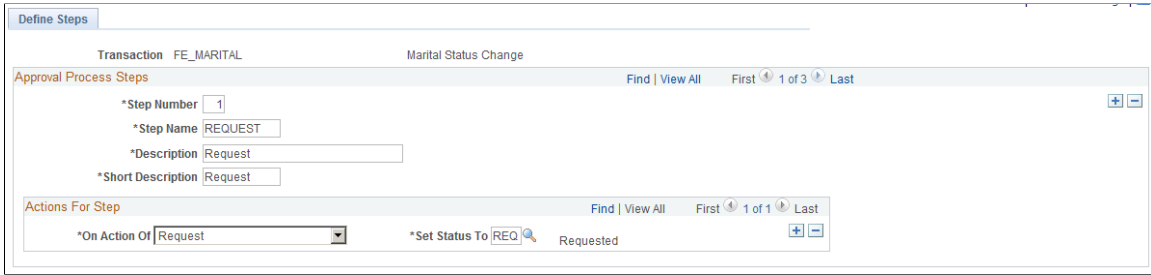 Define Steps
Transaction FE_MARITAL Marital Status Change
Approval Process Steps Find | View All First 1 of 3 Last
*Step Number 1
*Step Name REQUEST
*Description Request
*Short Description Request
Actions For Step Find | View All First 1 of 1 Last
*On Action Of Request *Set Status To REQ Requested